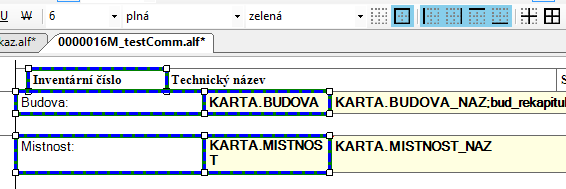 U W 6 plná zelená
kaz.alf* 0000016M_testComm.alf*
Inventární číslo Technický název S
Budova: KARTA.BUDOVA KARTA.BUDOVA_NAZ;bud_rekapitul
Mistnost: KARTA.MISTNOS KARTA.MISTNOST_NAZ
T